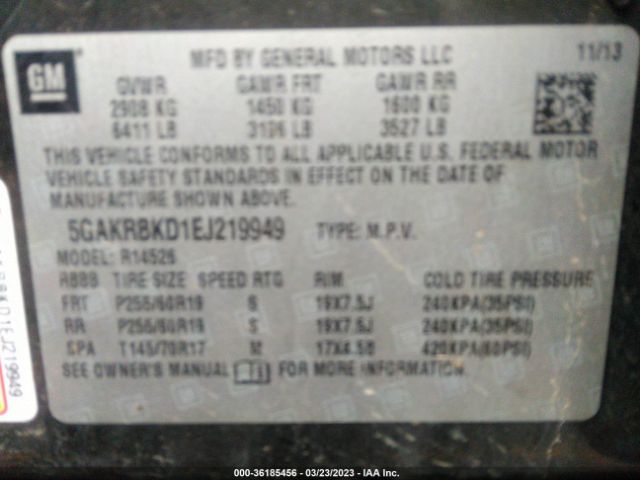 GM
MFD BY GENERAL MOTORS LLC 11/13
GVWR GAWR FRT GAWR RR
2908 KG 1450 KG 1600 KG
6411 LB 3196 LB 3527 LB
THIS VEHICLE CONFORMS TO ALL APPLICABLE U.S. FEDERAL MOTOR
VEHICLE SAFETY STANDARDS IN EFFECT ON THE DATE OF
MANUFACTURE SHOWN ABOVE.
5GAKRBKD1EJ219949 TYPE: M.P.V.
MODEL: R14526
TIRE SIZE SPEED RTG RIM COLD TIRE PRESSURE
FRT P255/60R19 S 19X7.5J 240KPA(35PSI)
RR P255/60R19 S 19X7.5J 240KPA(35PSI)
SPA T145/70R17 M 17X4.5B 420KPA(60PSI)
SEE OWNER'S MANUAL FOR MORE INFORMATION.
D1EJ219949
000-36185456 - 03/23/2023 - IAA Inc.